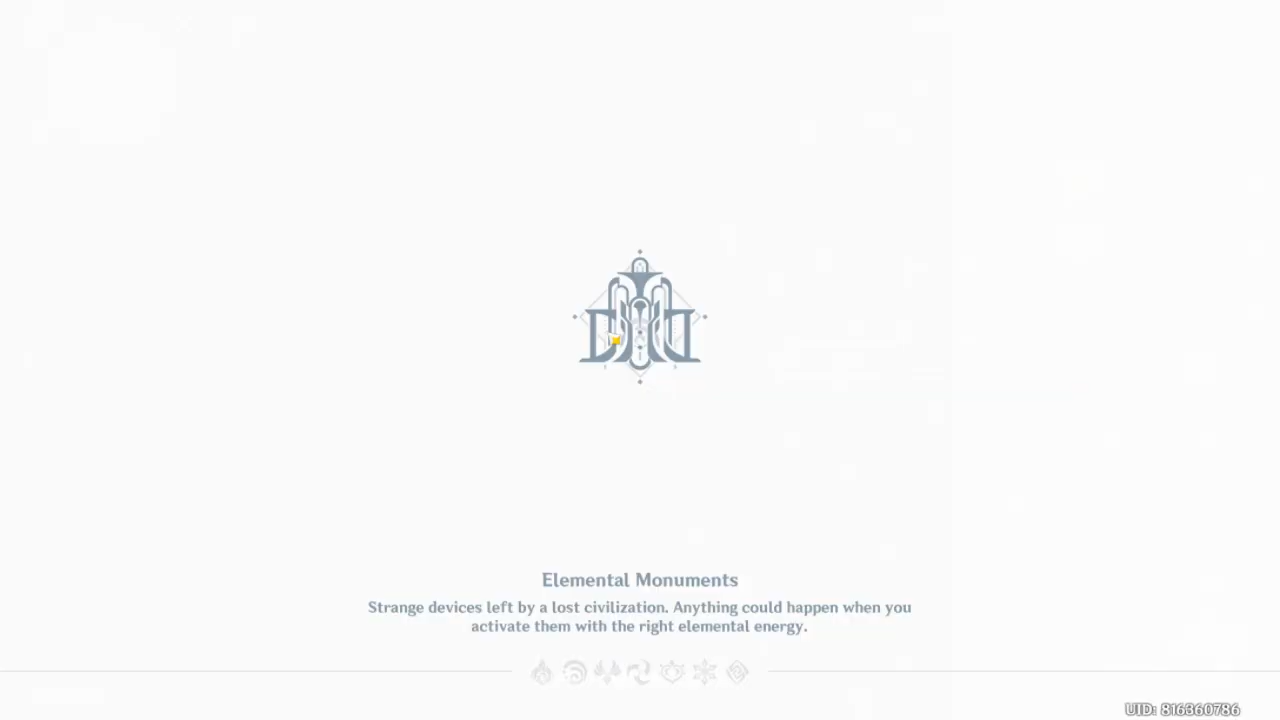 Elemental Monuments
Strange devices left by a lost civilization. Anything could happen when you
activate them with the right elemental energy.
UID: 816360786